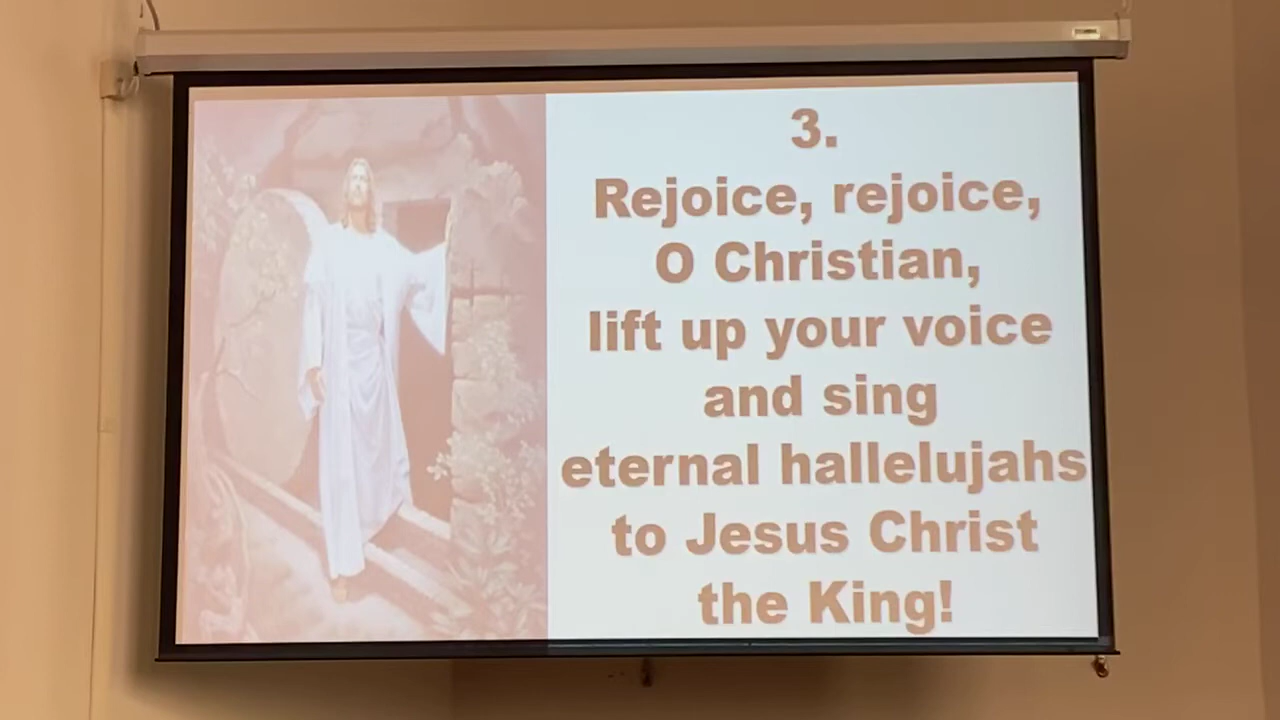 3.
Rejoice, rejoice,
O Christian,
lift up your voice
and sing
eternal hallelujahs
to Jesus Christ
the King!